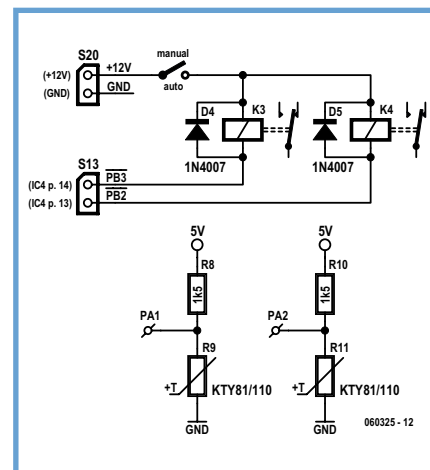 S20
manual
(+12V)
+12V
(GND)
GND
auto
D4
K3
D5
K4
1N4007
1N4007
S13
(IC4 p. 14)
PB3
(IC4 p. 13)
PB2
5V
5V
R8
R10
1k5
1k5
PA1
PA2
R9
R11
+T
KTY81/110
+T
KTY81/110
GND
GND
060325 - 12